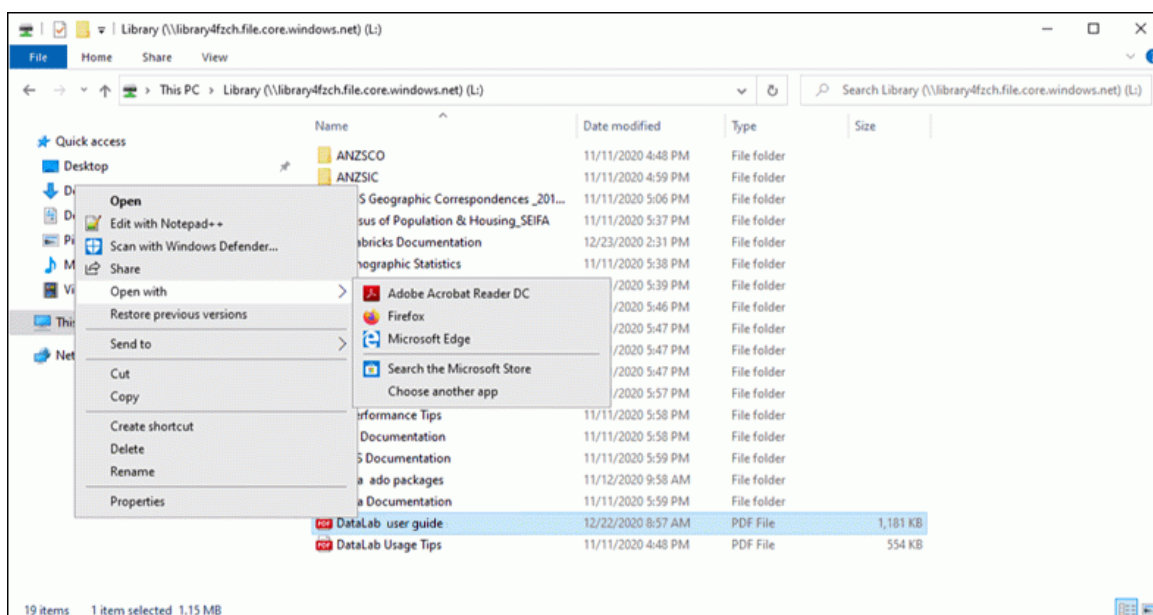 Library (\\library4fzch.file.core.windows.net) (L:)
File Home Share View
This PC > Library (\\library4fzch.file.core.windows.net) (L:) Search Library (\\library4fzch.file.core.windows.net) (L:)
Name Date modified Type Size
Quick access
Desktop
ANZSCO 11/11/2020 4:48 PM File folder
ANZSIC 11/11/2020 4:59 PM File folder
S Geographic Correspondences _201... 11/11/2020 5:06 PM File folder
sus of Population & Housing_SEIFA 11/11/2020 5:37 PM File folder
abricks Documentation 12/23/2020 2:31 PM File folder
nographic Statistics 11/11/2020 5:38 PM File folder
/2020 5:39 PM File folder
/2020 5:46 PM File folder
/2020 5:47 PM File folder
/2020 5:47 PM File folder
/2020 5:47 PM File folder
/2020 5:57 PM File folder
erformance Tips 11/11/2020 5:58 PM File folder
Documentation 11/11/2020 5:58 PM File folder
S Documentation 11/11/2020 5:59 PM File folder
a ado packages 11/12/2020 9:58 AM File folder
a Documentation 11/11/2020 5:59 PM File folder
DataLab user guide 12/22/2020 8:57 AM PDF File 1,181 KB
DataLab Usage Tips 11/11/2020 4:48 PM PDF File 554 KB
Open
Edit with Notepad++
Scan with Windows Defender...
Share
Open with
Restore previous versions
Send to
Cut
Copy
Create shortcut
Delete
Rename
Properties
Adobe Acrobat Reader DC
Firefox
Microsoft Edge
Search the Microsoft Store
Choose another app
19 items 1 item selected 1.15 MB